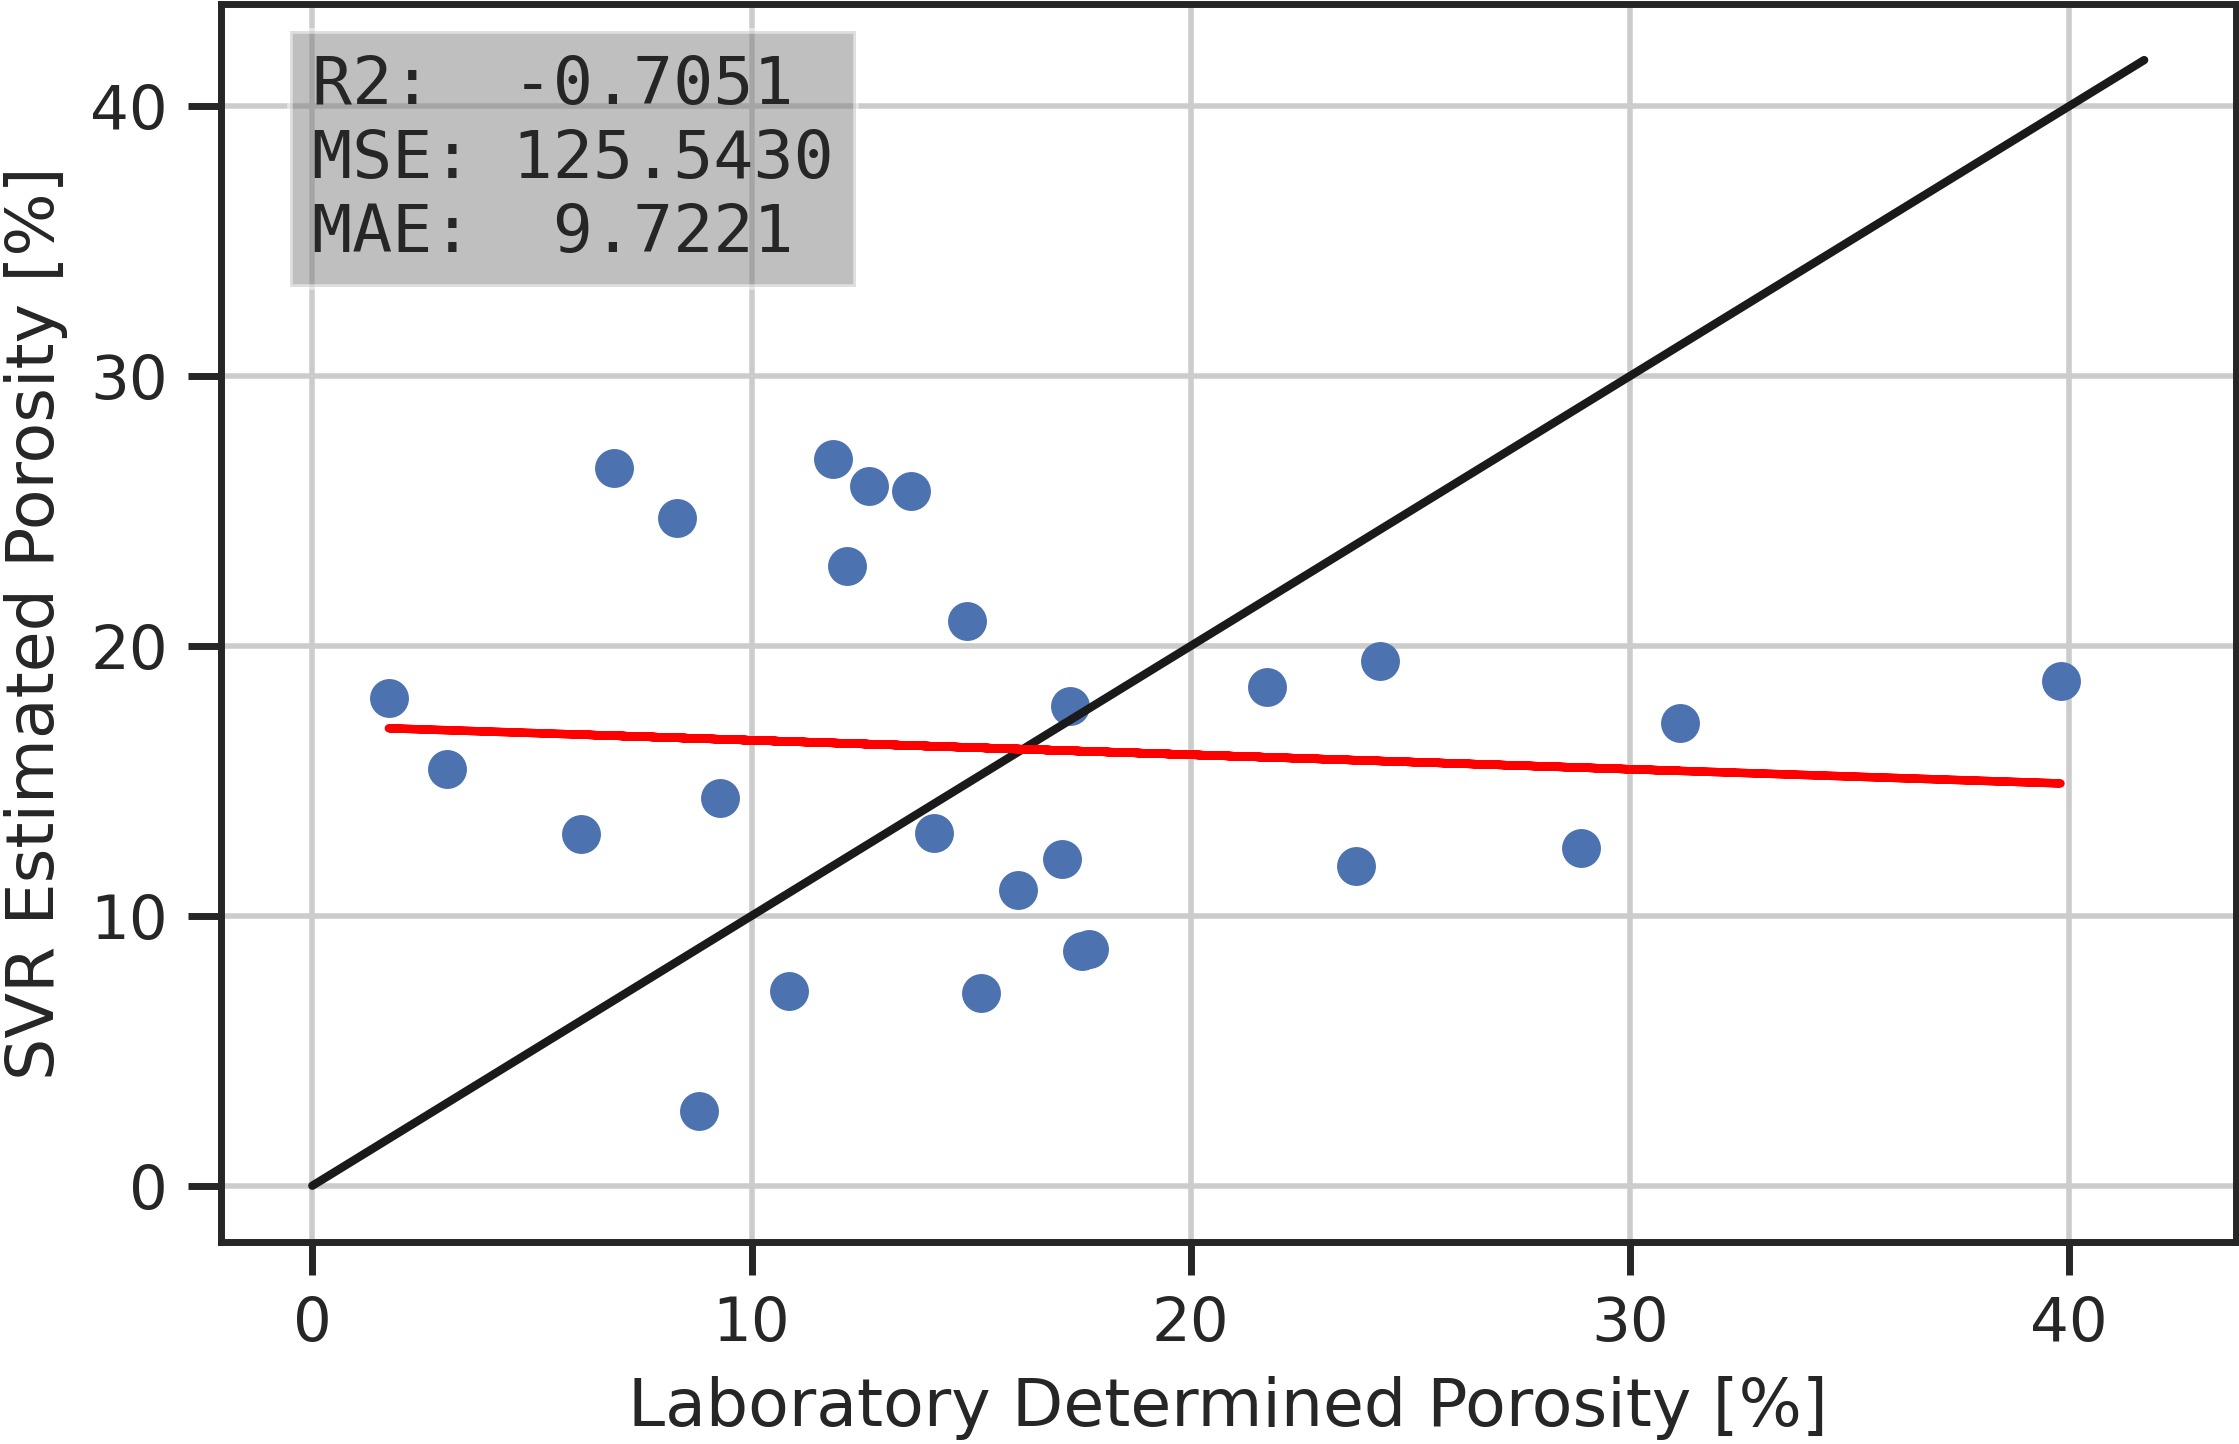 R2:  -0.7051
MSE: 125.5430
MAE:  9.7221
SVR Estimated Porosity [%]
40
30
20
10
0
0 10 20 30 40
Laboratory Determined Porosity [%]